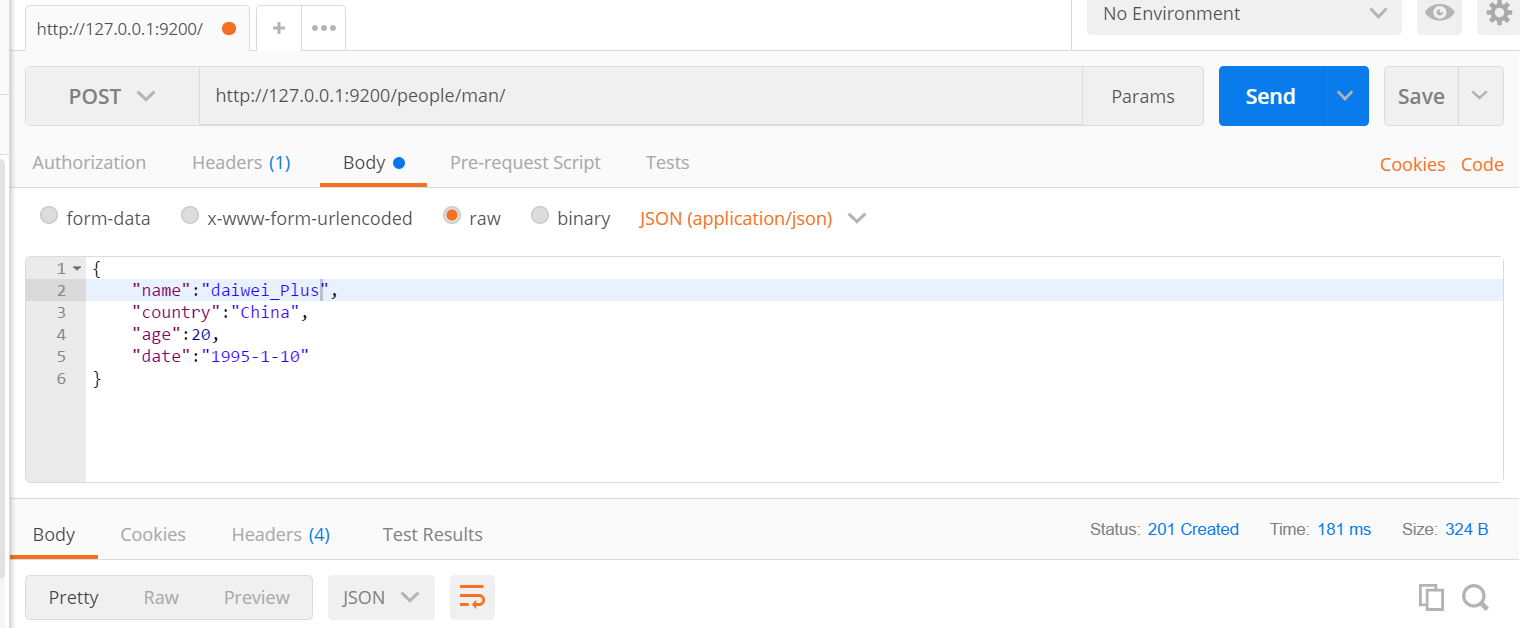 http://127.0.0.1:9200/
No Environment
POST http://127.0.0.1:9200/people/man/ Params Send Save
Authorization Headers (1) Body Pre-request Script Tests Cookies Code
form-data x-www-form-urlencoded raw binary JSON (application/json)
1 {
2 "name":"daiwei_Plus",
3 "country":"China",
4 "age":20,
5 "date":"1995-1-10"
6 }
Body Cookies Headers (4) Test Results Status: 201 Created Time: 181 ms Size: 324 B
Pretty Raw Preview JSON